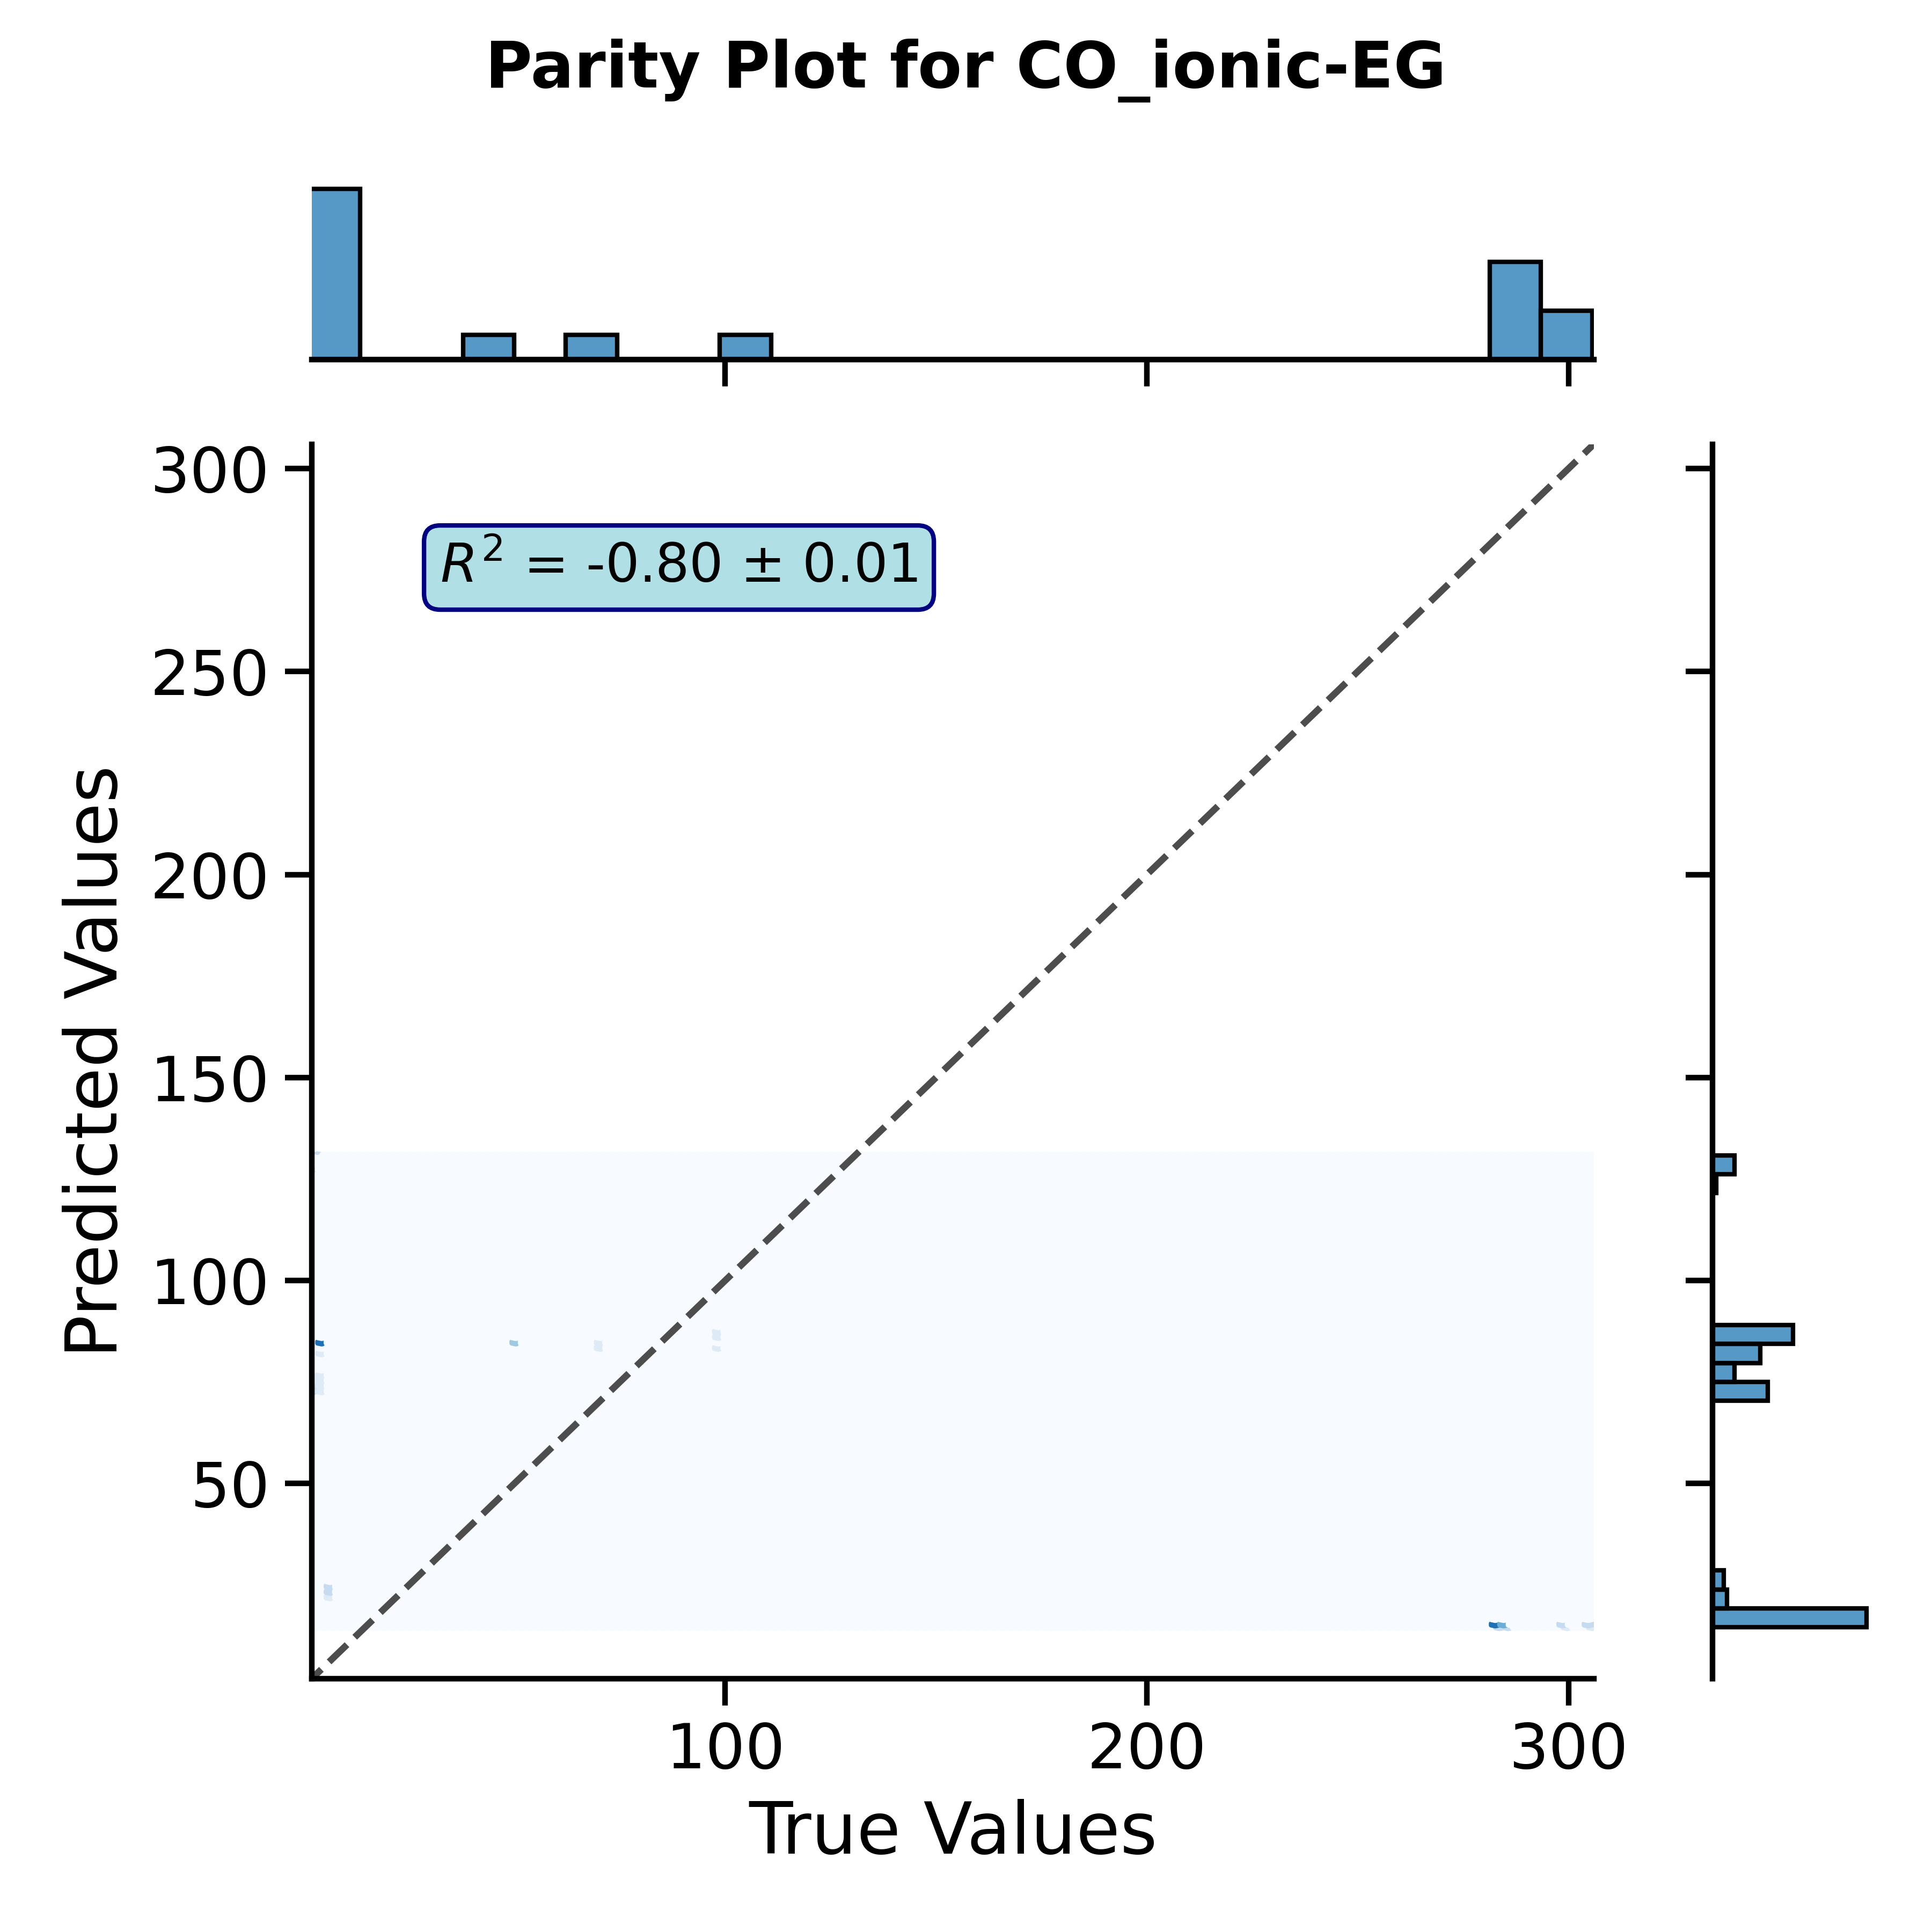 Parity Plot for CO_ionic-EG
R² = -0.80 ± 0.01
Predicted Values
300
250
200
150
100
50
100 200 300
True Values